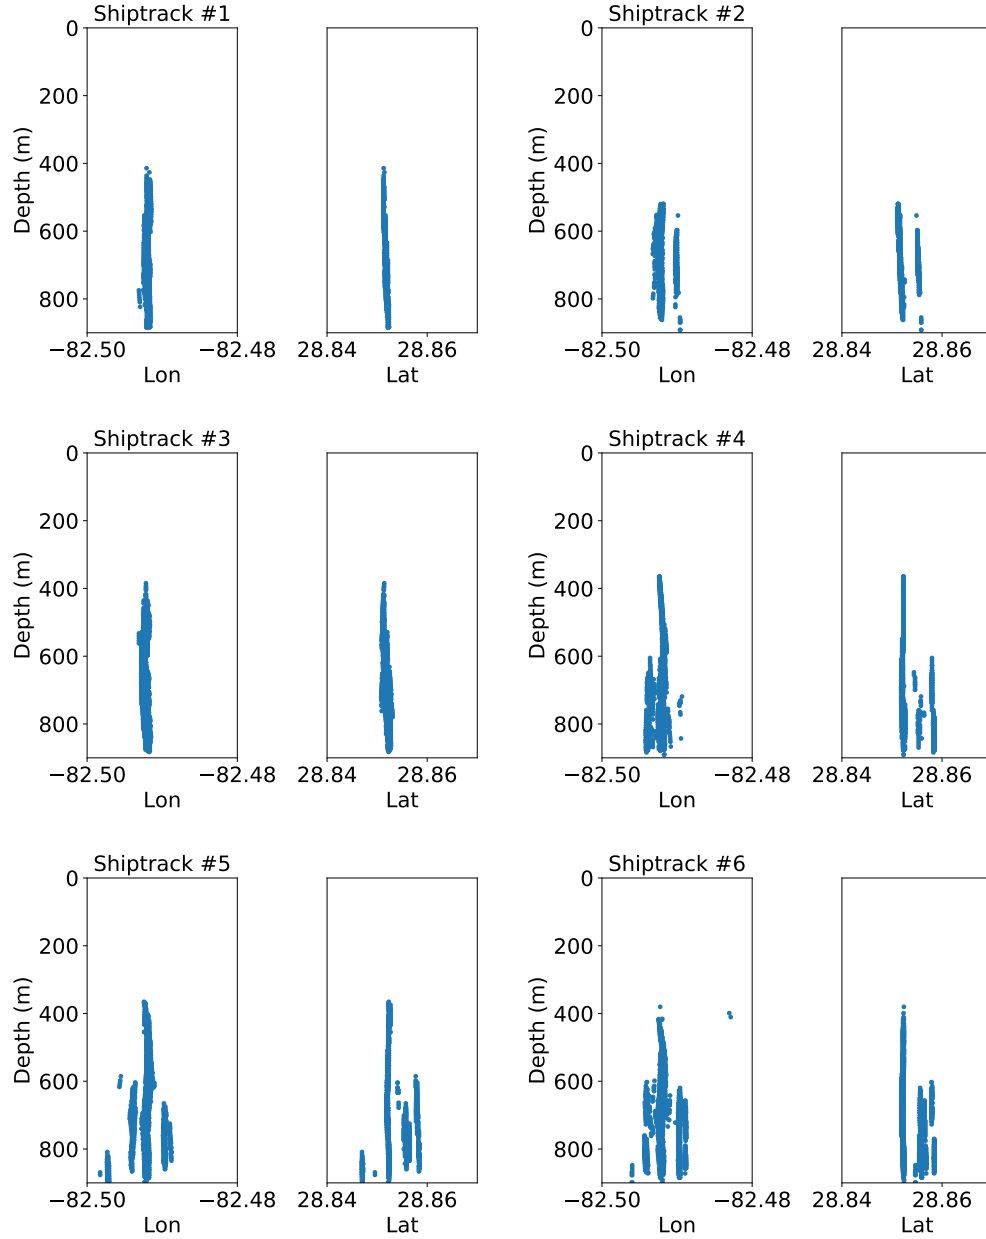 Shiptrack #1
Shiptrack #2
0
200
400
600
800
Depth (m)
−82.50
−82.48
Lon
28.84
28.86
Lat
0
200
400
600
800
Depth (m)
−82.50
−82.48
Lon
28.84
28.86
Lat
Shiptrack #3
Shiptrack #4
0
200
400
600
800
Depth (m)
−82.50
−82.48
Lon
28.84
28.86
Lat
0
200
400
600
800
Depth (m)
−82.50
−82.48
Lon
28.84
28.86
Lat
Shiptrack #5
Shiptrack #6
0
200
400
600
800
Depth (m)
−82.50
−82.48
Lon
28.84
28.86
Lat
0
200
400
600
800
Depth (m)
−82.50
−82.48
Lon
28.84
28.86
Lat